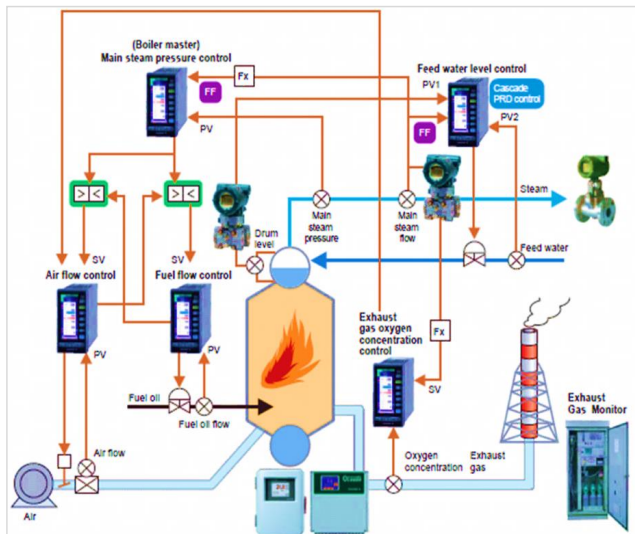 (Boiler master)
Main steam pressure control
Fx
FF
PV
Feed water level control
PV1
Cascade
PRD control
FF
PV2
> <
> <
SV
SV
Drum
level
Main
steam
pressure
Main
steam
flow
Steam
Feed water
Air flow control
Fuel flow control
PV
PV
Exhaust
gas oxygen
concentration
control
Fx
SV
Fuel oil
Fuel oil flow
Air flow
Air
Oxygen
concentration
Exhaust
gas
Exhaust
Gas Monitor